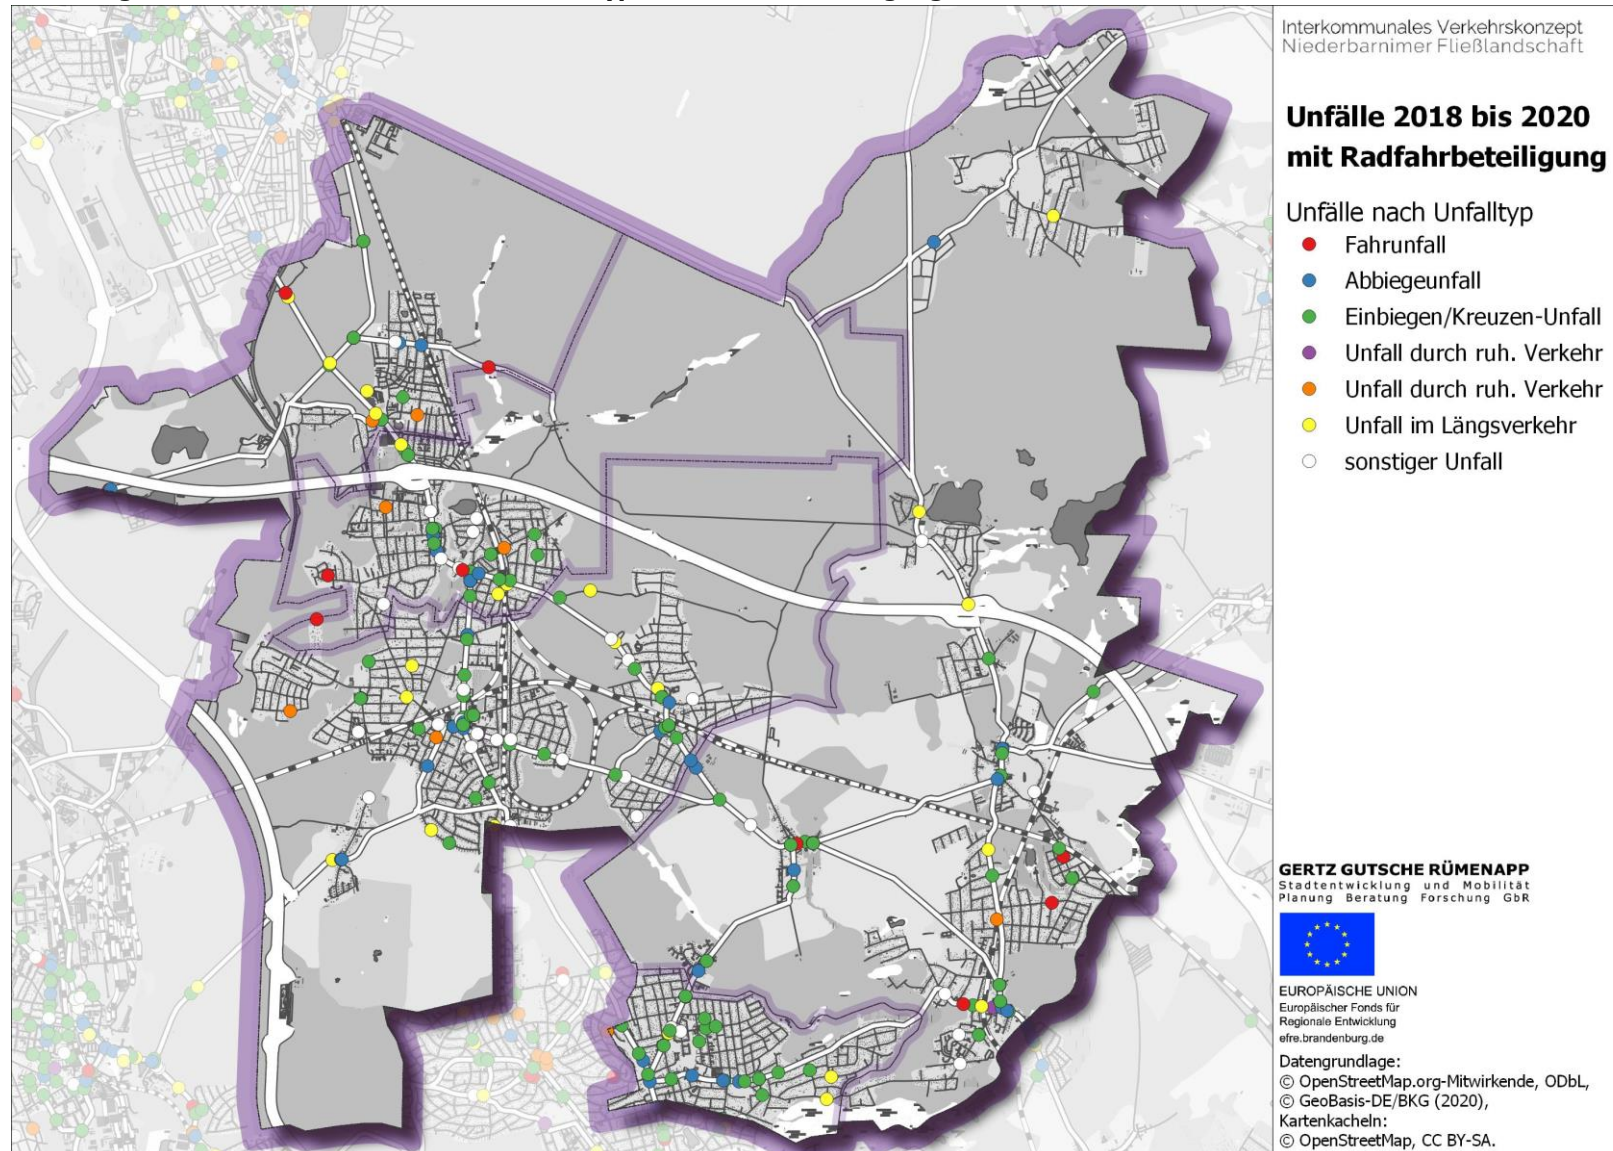 Interkommunales Verkehrskonzept
Niederbarnimer Fließlandschaft
Unfälle 2018 bis 2020
mit Radfahrbeteiligung
Unfälle nach Unfalltyp
Fahrunfall
Abbiegeunfall
Einbiegen/Kreuzen-Unfall
Unfall durch ruh. Verkehr
Unfall durch ruh. Verkehr
Unfall im Längsverkehr
sonstiger Unfall
GERTZ GUTSCHE RÜMENAPP
Stadtentwicklung und Mobilität
Planung Beratung Forschung GbR
EUROPÄISCHE UNION
Europäischer Fonds für
Regionale Entwicklung
efre.brandenburg.de
Datengrundlage:
© OpenStreetMap.org-Mitwirkende, ODbL,
© GeoBasis-DE/BKG (2020),
Kartenkacheln:
© OpenStreetMap, CC BY-SA.